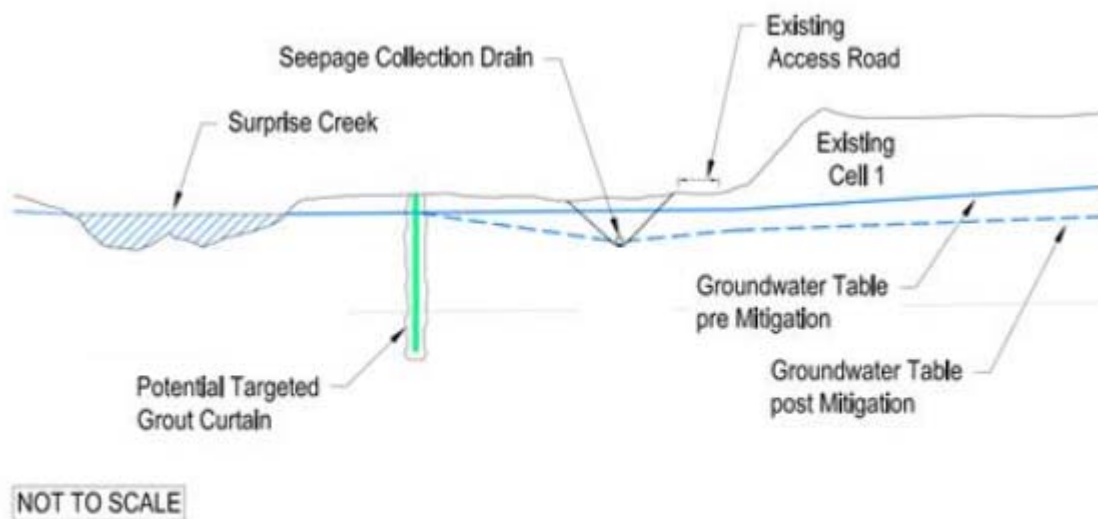 Existing
Access Road
Seepage Collection Drain
Surprise Creek
Existing
Cell 1
Groundwater Table
pre Mitigation
Potential Targeted
Grout Curtain
Groundwater Table
post Mitigation
NOT TO SCALE